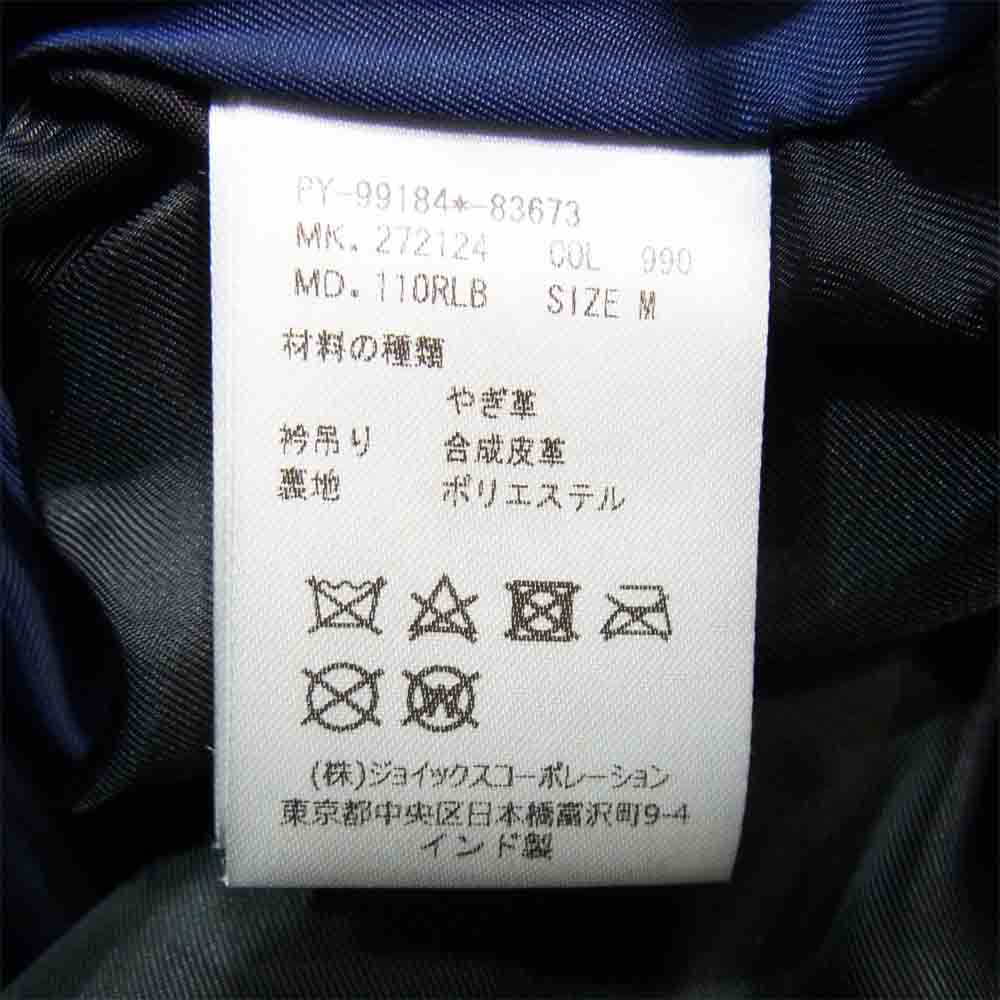 PY-99184*-83673
MK. 272124 COL 990
MD. 110RLB SIZE M
材料の種類
やぎ革
衿吊り 合成皮革
裏地 ポリエステル
W
(株)ジョイックスコーポレーション
東京都中央区日本橋富沢町9-4
インド製